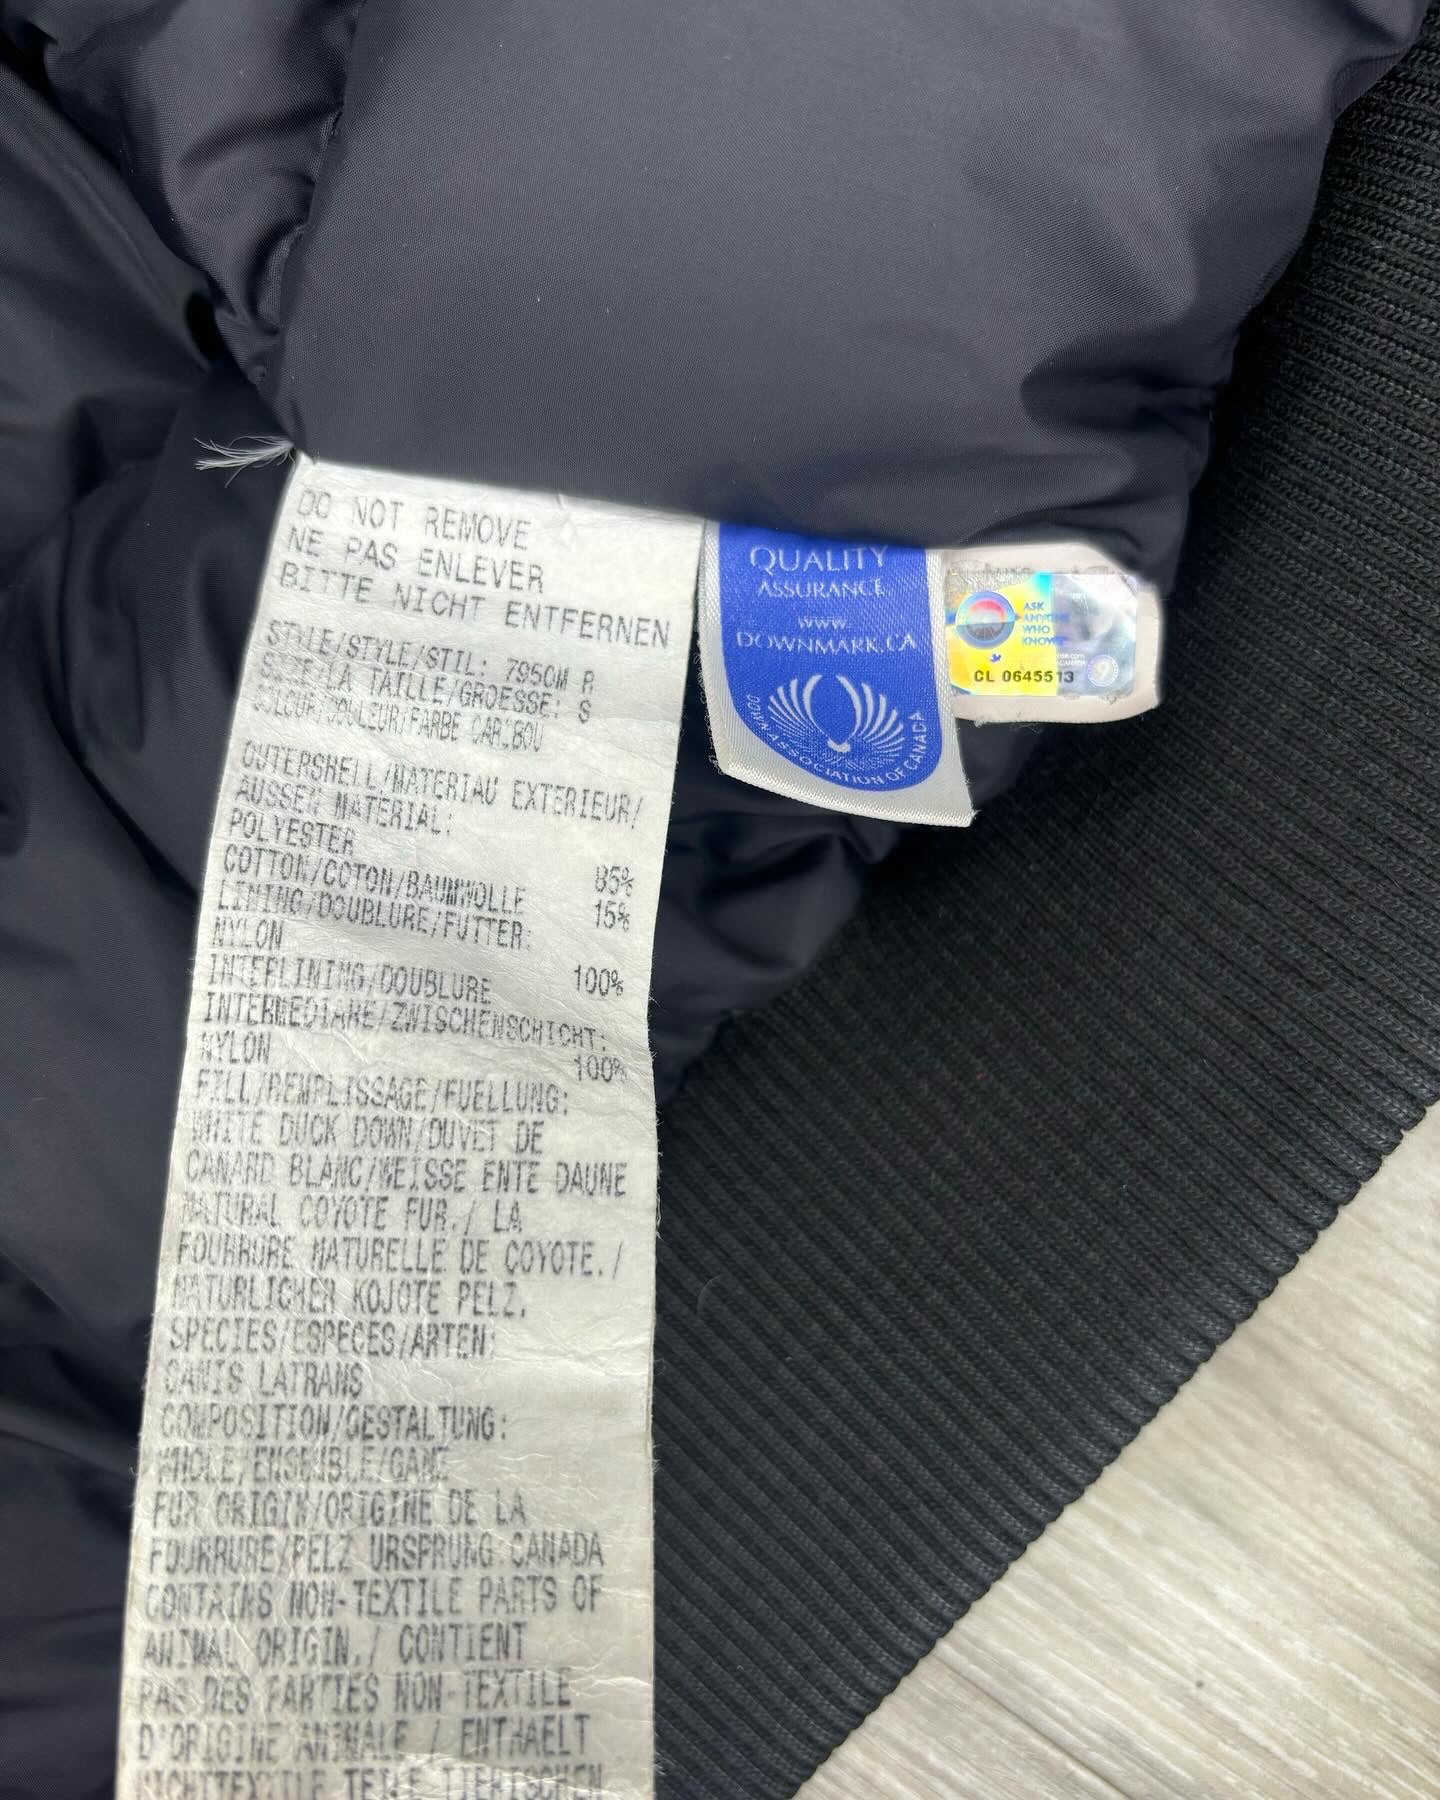 DO NOT REMOVE
NE PAS ENLEVER
BITTE NICHT ENTFERNEN
STYLE/STYLE/STIL: 7950M R
SIZE/LA TAILLE/GROESSE: S
COLOUR/COULEUR/FARBE CARIBOU
OUTERSHELL/MATERIAU EXTERIEUR/
AUSSEN MATERIAL:
POLYESTER 85%
COTTON/COTON/BAUMWOLLE 15%
LINING/DOUBLURE/FUTTER:
NYLON 100%
INTERLINING/DOUBLURE
INTERMEDIARE/ZWISCHENSCHICHT:
NYLON 100%
FILL/REMPLISSAGE/FUELLUNG:
WHITE DUCK DOWN/DUVET DE
CANARD BLANC/WEISSE ENTE DAUNE
NATURAL COYOTE FUR./ LA
FOURRURE NATURELLE DE COYOTE./
NATURLICHER KOJOTE PELZ.
SPECIES/ESPECES/ARTEN:
CANIS LATRANS
COMPOSITION/GESTALTUNG:
WHOLE/ENSEMBLE/GANZ
FUR ORIGIN/ORIGINE DE LA
FOURRURE/PELZ URSPRUNG:CANADA
CONTAINS NON-TEXTILE PARTS OF
ANIMAL ORIGIN./ CONTIENT
PAS DES PARTIES NON-TEXTILE
D'ORIGINE ANIMALE / ENTHAELT
NICHTTEXTILE TEILE TIERISCHEN
QUALITY
ASSURANCE
www.
DOWNMARK.CA
DOWN ASSOCIATION OF CANADA
ASK
ANYONE
WHO
KNOWS
CL 0645513